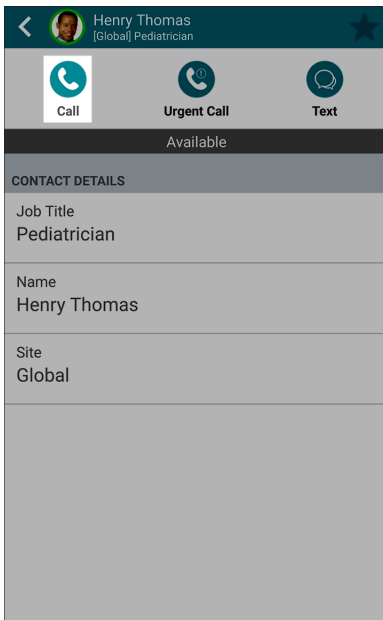 Henry Thomas
[Global] Pediatrician
Call
Urgent Call
Text
Available
CONTACT DETAILS
Job Title
Pediatrician
Name
Henry Thomas
Site
Global